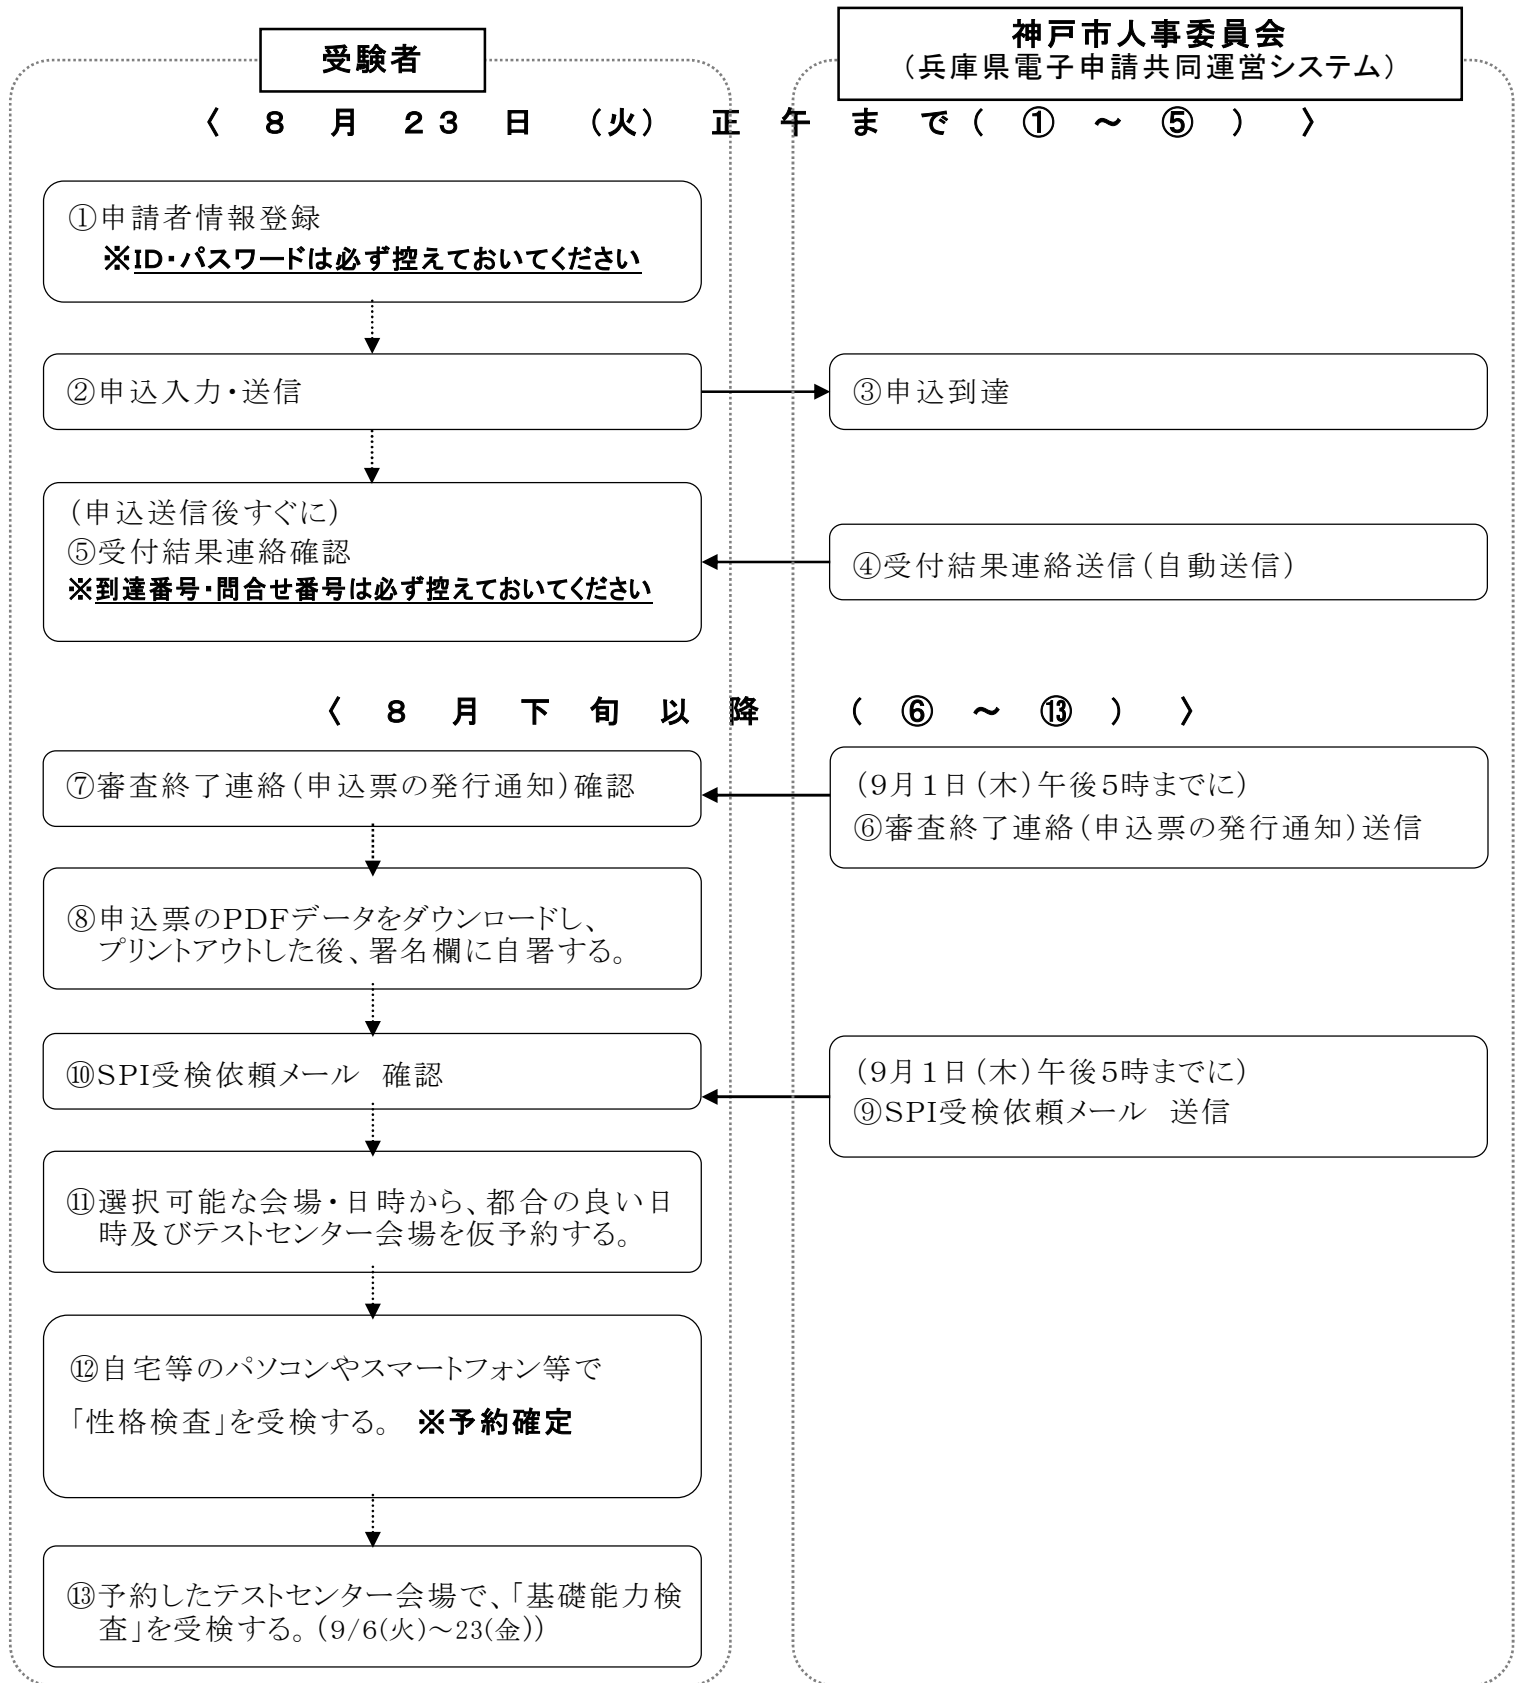 受験者
神戸市人事委員会
（兵庫県電子申請共同運営システム）
〈 ８ 月 ２３ 日 （火） 正 午 ま で（ ① ～ ⑤ ） 〉
①申請者情報登録
※ID・パスワードは必ず控えておいてください
②申込入力・送信
③申込到達
（申込送信後すぐに）
⑤受付結果連絡確認
※到達番号・問合せ番号は必ず控えておいてください
④受付結果連絡送信（自動送信）
〈 ８ 月 下 旬 以 降 （ ⑥ ～ ⑬ ） 〉
⑦審査終了連絡（申込票の発行通知）確認
（９月１日（木）午後５時までに）
⑥審査終了連絡（申込票の発行通知）送信
⑧申込票のＰＤＦデータをダウンロードし、
プリントアウトした後、署名欄に自署する。
⑩ＳＰＩ受検依頼メール　確認
（９月１日（木）午後５時までに）
⑨ＳＰＩ受検依頼メール　送信
⑪選択可能な会場・日時から、都合の良い日
時及びテストセンター会場を仮予約する。
⑫自宅等のパソコンやスマートフォン等で
「性格検査」を受検する。　※予約確定
⑬予約したテストセンター会場で、「基礎能力検
査」を受検する。（9/6(火)～23(金)）